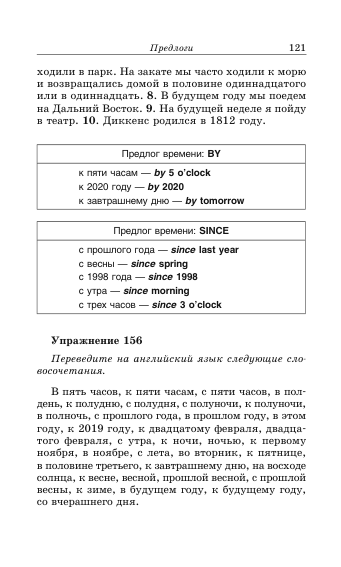 Предлоги 121
ходили в парк. На закате мы часто ходили к морю
и возвращались домой в половине одиннадцатого
или в одиннадцать. 8. В будущем году мы поедем
на Дальний Восток. 9. На будущей неделе я пойду
в театр. 10. Диккенс родился в 1812 году.
Предлог времени: BY
к пяти часам — by 5 o'clock
к 2020 году — by 2020
к завтрашнему дню — by tomorrow
Предлог времени: SINCE
с прошлого года — since last year
с весны — since spring
с 1998 года — since 1998
с утра — since morning
с трех часов — since 3 o'clock
Упражнение 156
Переведите на английский язык следующие сло-
восочетания.
В пять часов, к пяти часам, с пяти часов, в пол-
день, к полудню, с полудня, с полуночи, к полуночи,
в полночь, с прошлого года, в прошлом году, в этом
году, к 2019 году, к двадцатому февраля, двадца-
того февраля, с утра, к ночи, ночью, к первому
ноября, в ноябре, с лета, во вторник, к пятнице,
в половине третьего, к завтрашнему дню, на восходе
солнца, к весне, весной, прошлой весной, с прошлой
весны, к зиме, в будущем году, к будущему году,
со вчерашнего дня.